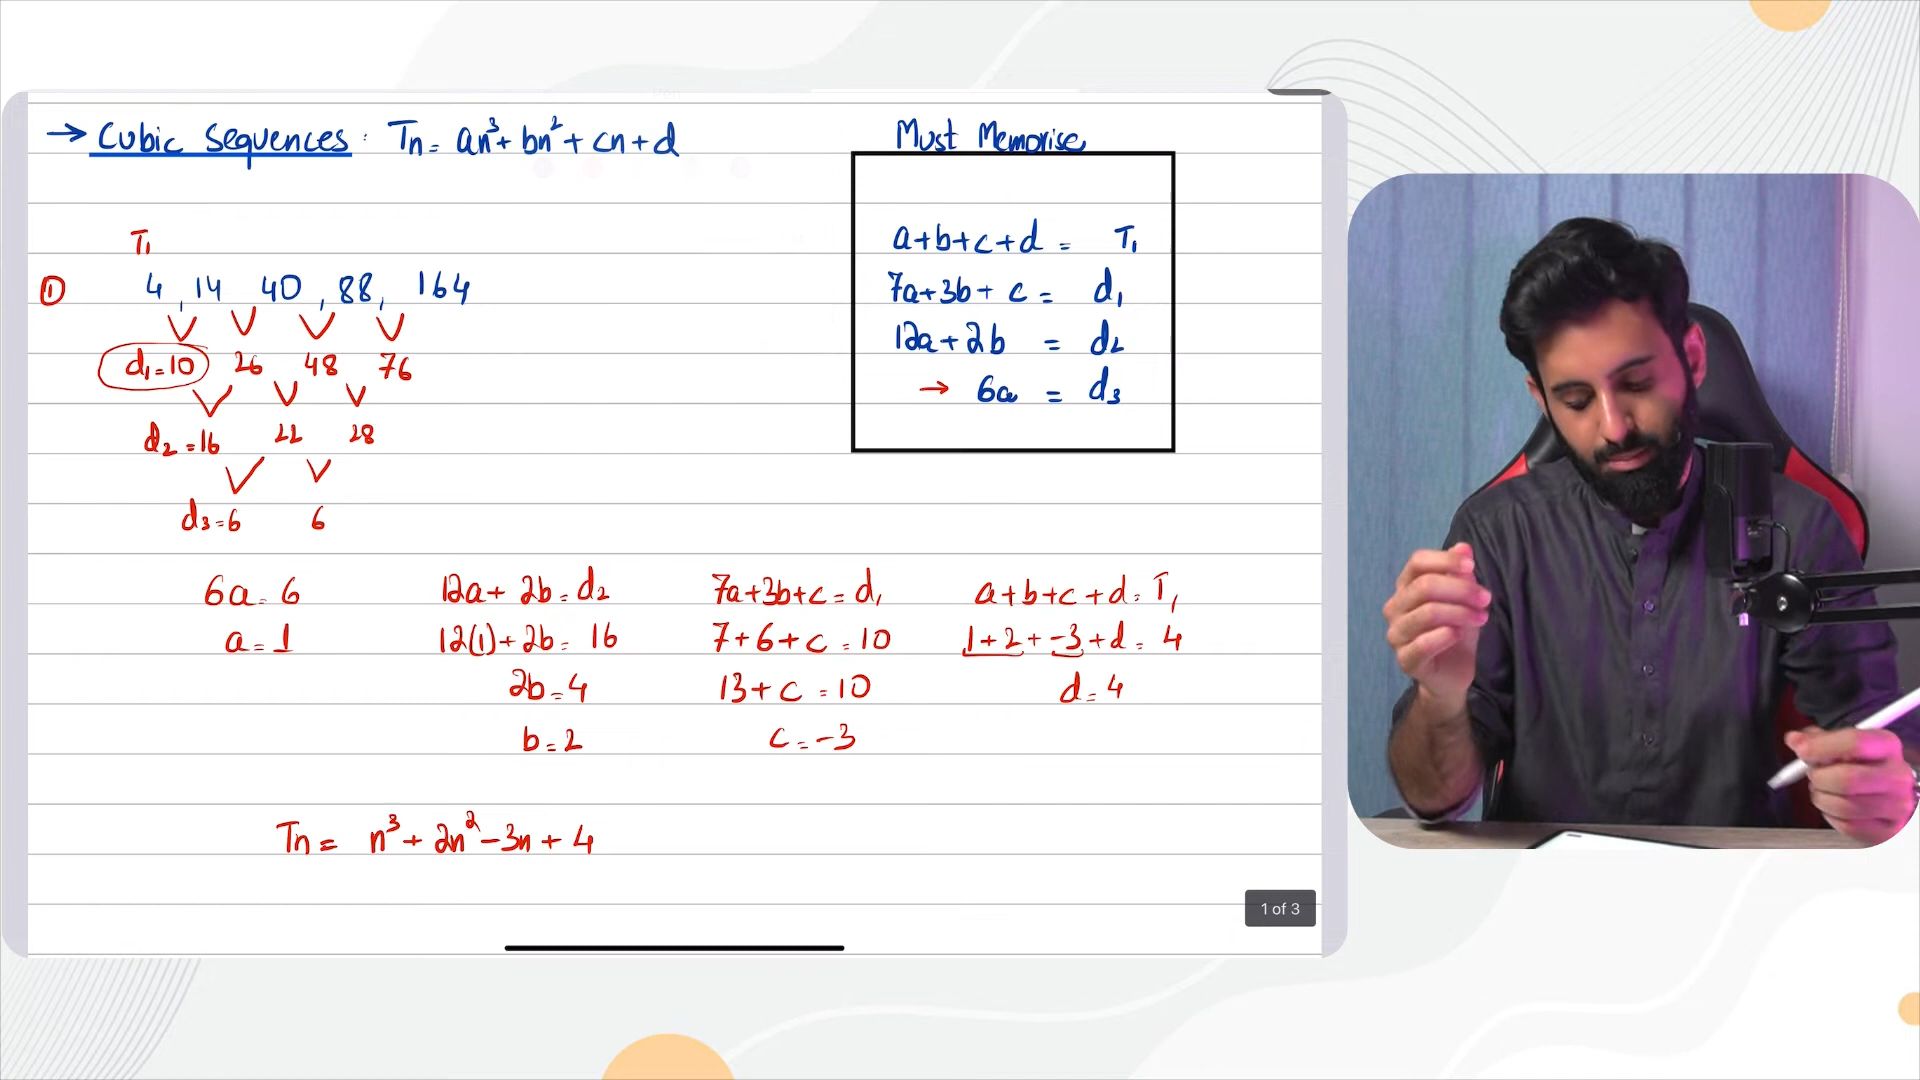 → Cubic Sequences : Tn = an³ + bn² + cn + d
Must Memorise
a+b+c+d = T₁
7a+3b+c = d₁
12a+2b = d₂
→ 6a = d₃
T₁
① 4, 14 40, 88, 164
d₁=10 26 48 76
d₂=16 22 28
d₃=6 6
6a=6 12a+2b=d₂ 7a+3b+c=d₁ a+b+c+d=T₁
a=1 12(1)+2b=16 7+6+c=10 1+2+-3+d=4
2b=4 13+c=10 d=4
b=2 c=-3
Tn = n³+2n²-3n+4
1 of 3